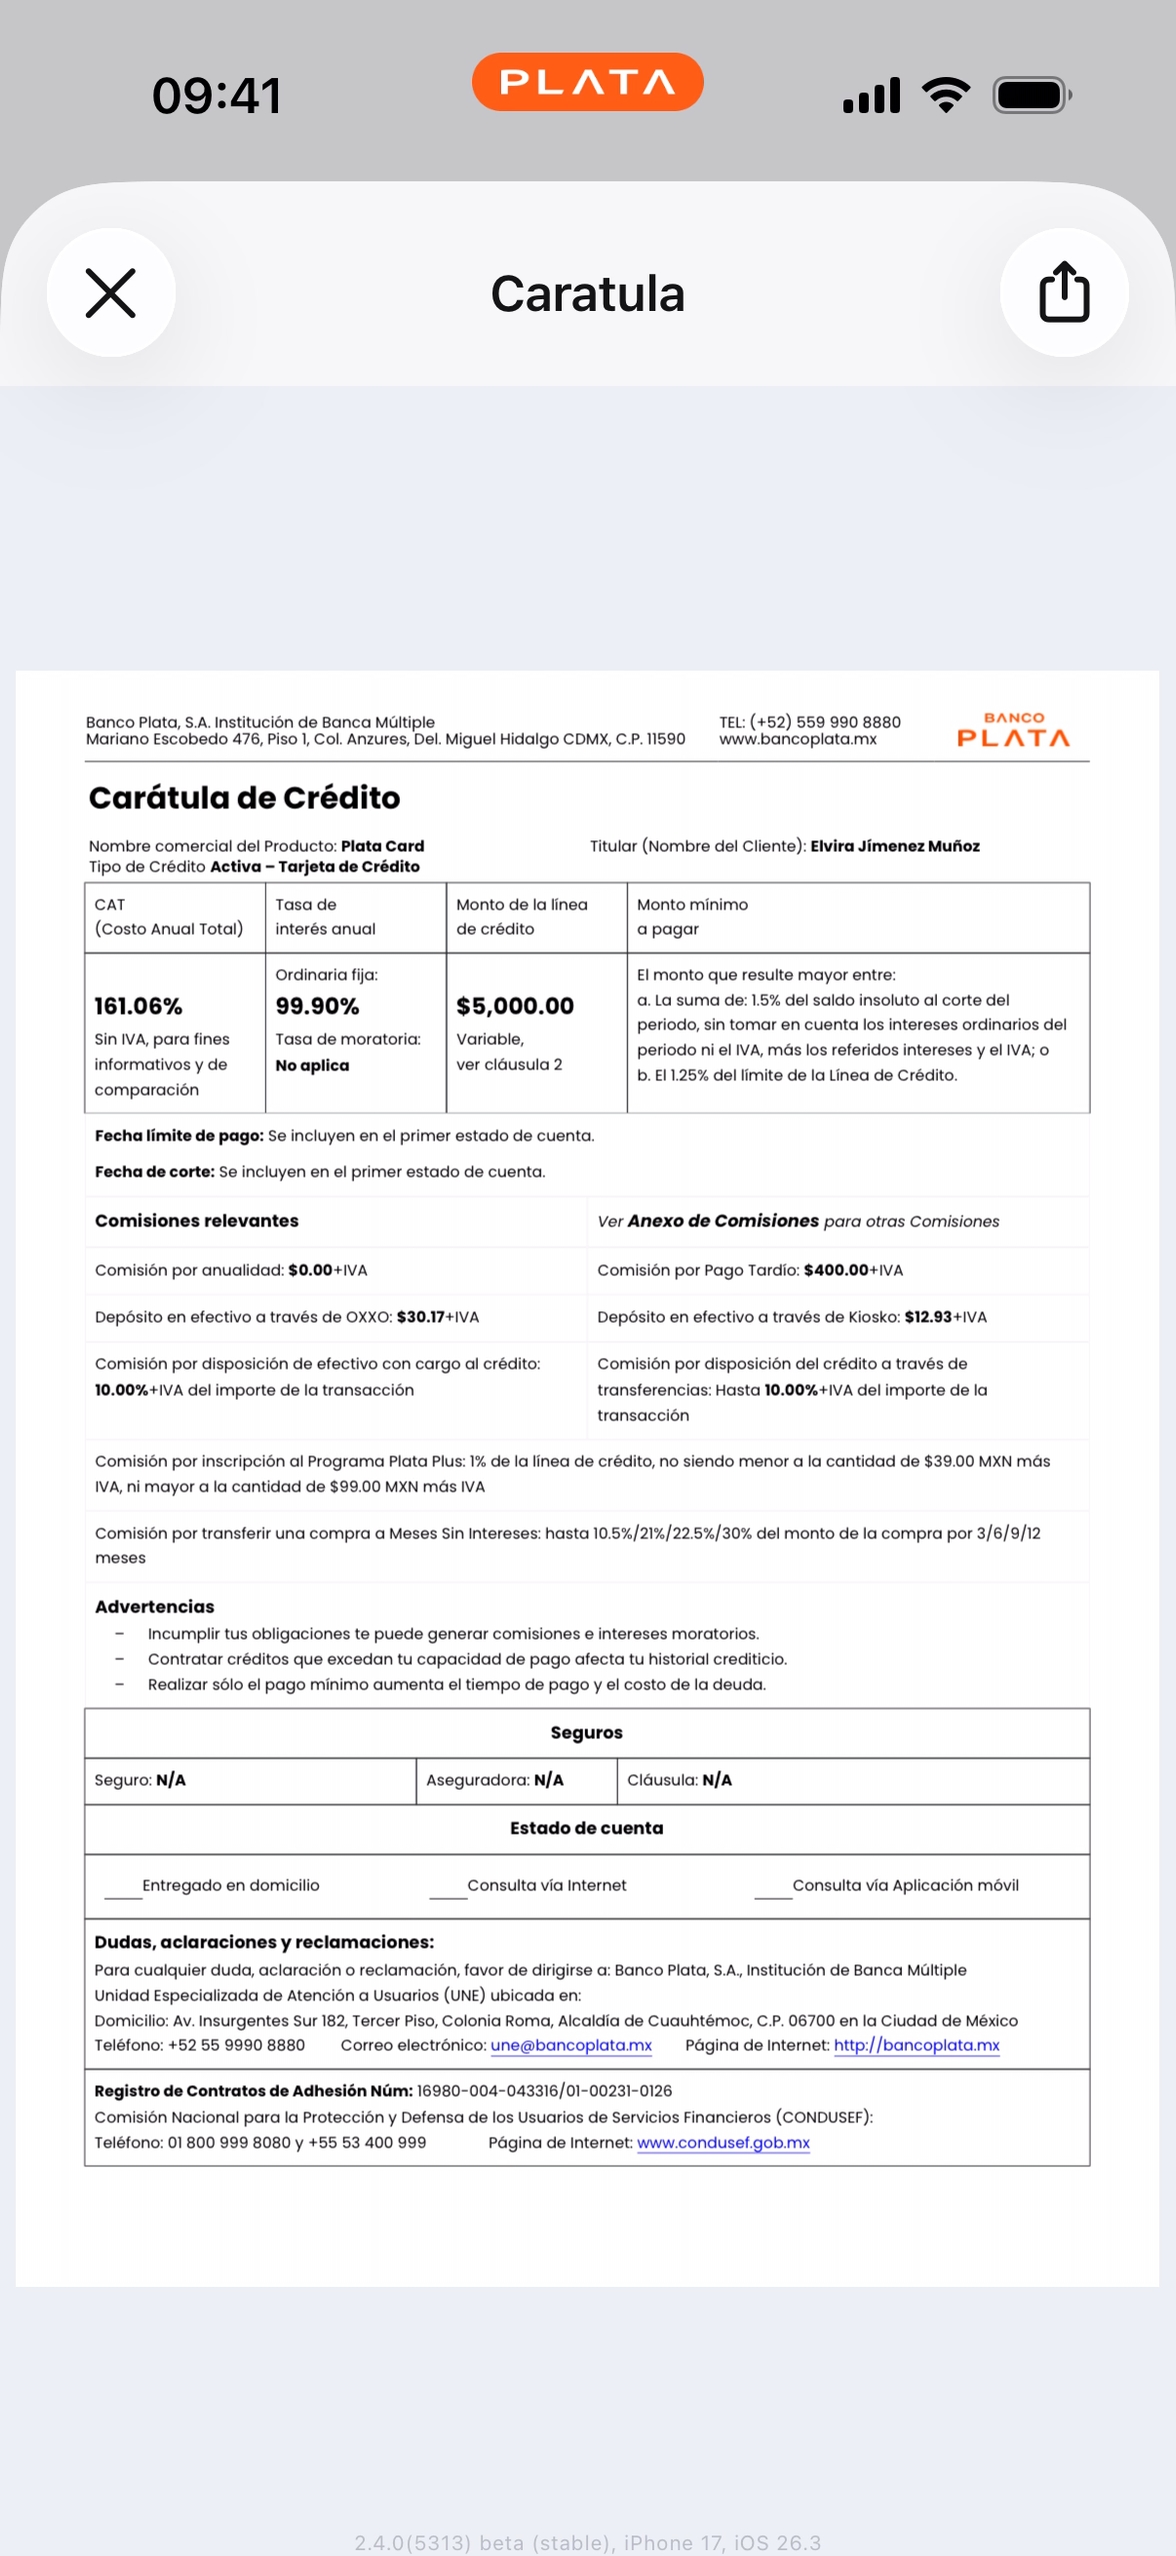 09:41
PLATA
Caratula
Banco Plata, S.A. Institución de Banca Múltiple
Mariano Escobedo 476, Piso 1, Col. Anzures, Del. Miguel Hidalgo CDMX, C.P. 11590
TEL: (+52) 559 990 8880
www.bancoplata.mx
BANCO
PLATA
Carátula de Crédito
Nombre comercial del Producto: Plata Card
Titular (Nombre del Cliente): Elvira Jímenez Muñoz
Tipo de Crédito Activa – Tarjeta de Crédito
CAT
(Costo Anual Total)
Tasa de
interés anual
Monto de la línea
de crédito
Monto mínimo
a pagar
161.06%
Sin IVA, para fines
informativos y de
comparación
Ordinaria fija:
99.90%
Tasa de moratoria:
No aplica
$5,000.00
Variable,
ver cláusula 2
El monto que resulte mayor entre:
a. La suma de: 1.5% del saldo insoluto al corte del
periodo, sin tomar en cuenta los intereses ordinarios del
periodo ni el IVA, más los referidos intereses y el IVA; o
b. El 1.25% del límite de la Línea de Crédito.
Fecha límite de pago: Se incluyen en el primer estado de cuenta.
Fecha de corte: Se incluyen en el primer estado de cuenta.
Comisiones relevantes
Ver Anexo de Comisiones para otras Comisiones
Comisión por anualidad: $0.00+IVA
Comisión por Pago Tardío: $400.00+IVA
Depósito en efectivo a través de OXXO: $30.17+IVA
Depósito en efectivo a través de Kiosko: $12.93+IVA
Comisión por disposición de efectivo con cargo al crédito:
10.00%+IVA del importe de la transacción
Comisión por disposición del crédito a través de
transferencias: Hasta 10.00%+IVA del importe de la
transacción
Comisión por inscripción al Programa Plata Plus: 1% de la línea de crédito, no siendo menor a la cantidad de $39.00 MXN más
IVA, ni mayor a la cantidad de $99.00 MXN más IVA
Comisión por transferir una compra a Meses Sin Intereses: hasta 10.5%/21%/22.5%/30% del monto de la compra por 3/6/9/12
meses
Advertencias
– Incumplir tus obligaciones te puede generar comisiones e intereses moratorios.
– Contratar créditos que excedan tu capacidad de pago afecta tu historial crediticio.
– Realizar sólo el pago mínimo aumenta el tiempo de pago y el costo de la deuda.
Seguros
Seguro: N/A
Aseguradora: N/A
Cláusula: N/A
Estado de cuenta
____Entregado en domicilio
____Consulta vía Internet
____Consulta vía Aplicación móvil
Dudas, aclaraciones y reclamaciones:
Para cualquier duda, aclaración o reclamación, favor de dirigirse a: Banco Plata, S.A., Institución de Banca Múltiple
Unidad Especializada de Atención a Usuarios (UNE) ubicada en:
Domicilio: Av. Insurgentes Sur 182, Tercer Piso, Colonia Roma, Alcaldía de Cuauhtémoc, C.P. 06700 en la Ciudad de México
Teléfono: +52 55 9990 8880 Correo electrónico: une@bancoplata.mx Página de Internet: http://bancoplata.mx
Registro de Contratos de Adhesión Núm: 16980-004-043316/01-00231-0126
Comisión Nacional para la Protección y Defensa de los Usuarios de Servicios Financieros (CONDUSEF):
Teléfono: 01 800 999 8080 y +55 53 400 999 Página de Internet: www.condusef.gob.mx
2.4.0(5313) beta (stable), iPhone 17, iOS 26.3